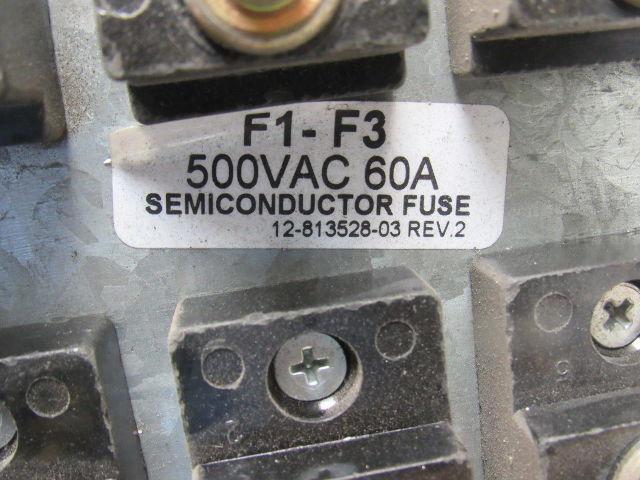 F1- F3
500VAC 60A
SEMICONDUCTOR FUSE
12-813528-03 REV.2